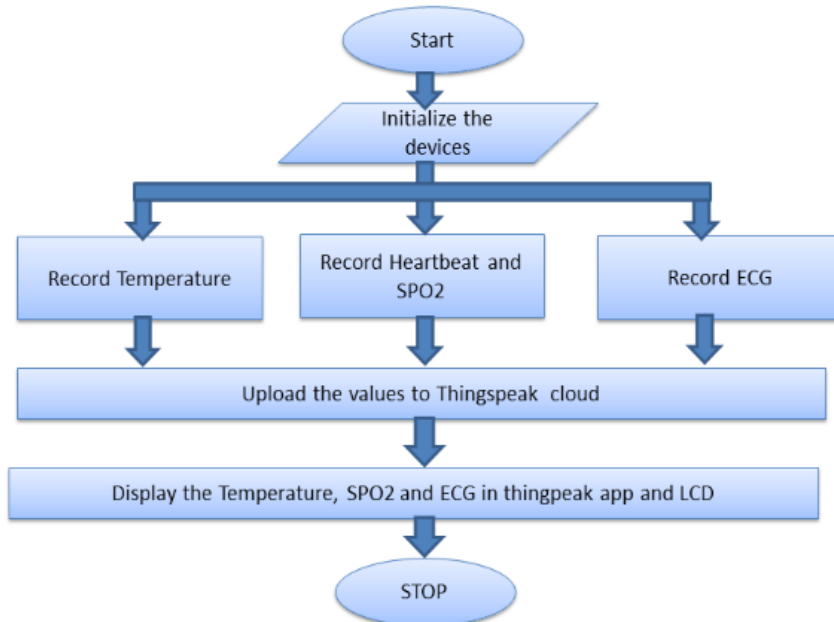 Start
Initialize the
devices
Record Temperature
Record Heartbeat and
SPO2
Record ECG
Upload the values to Thingspeak cloud
Display the Temperature, SPO2 and ECG in thingpeak app and LCD
STOP